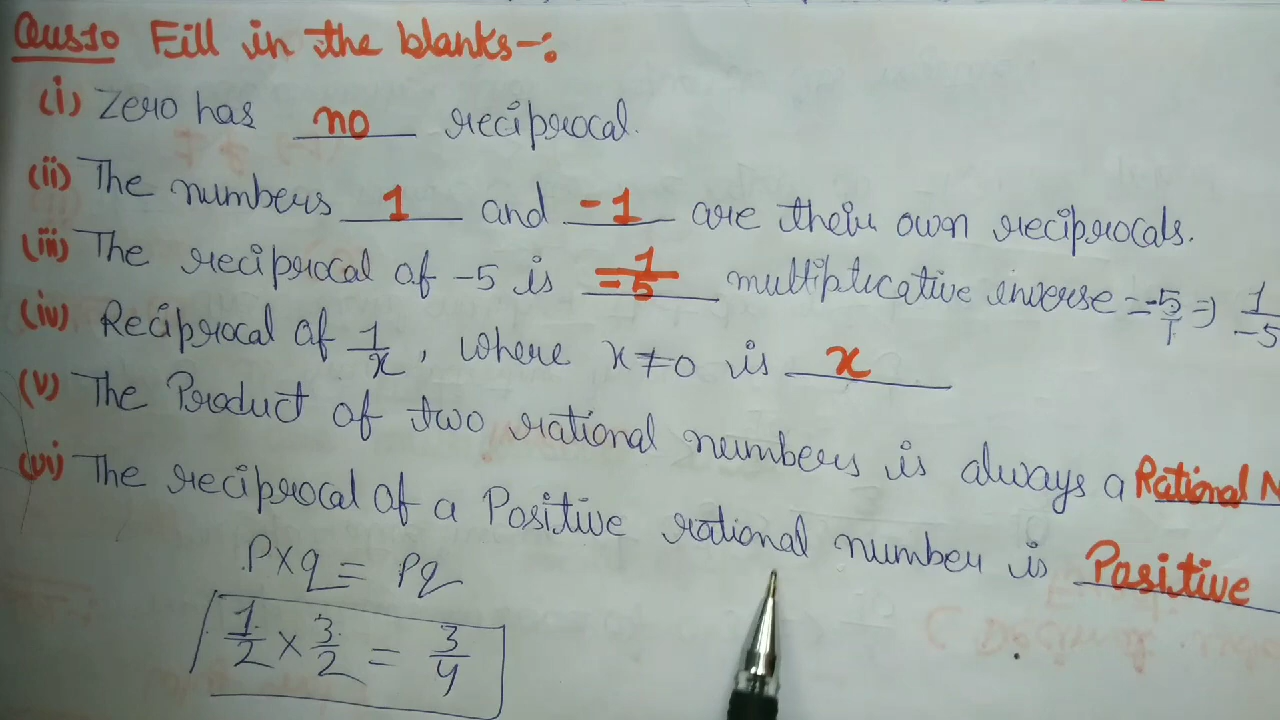 Ques10 Fill in the blanks-:
(i) Zero has no reciprocal.
(ii) The numbers 1 and -1 are their own reciprocals.
(iii) The reciprocal of -5 is 1/-5 multiplicative inverse = -5/1 => 1/-5
(iv) Reciprocal of 1/x, where x≠0 is x
(v) The Product of two rational numbers is always a Rational N
(vi) The reciprocal of a Positive rational number is Positive
P×q = Pq
1/2 × 3/2 = 3/4